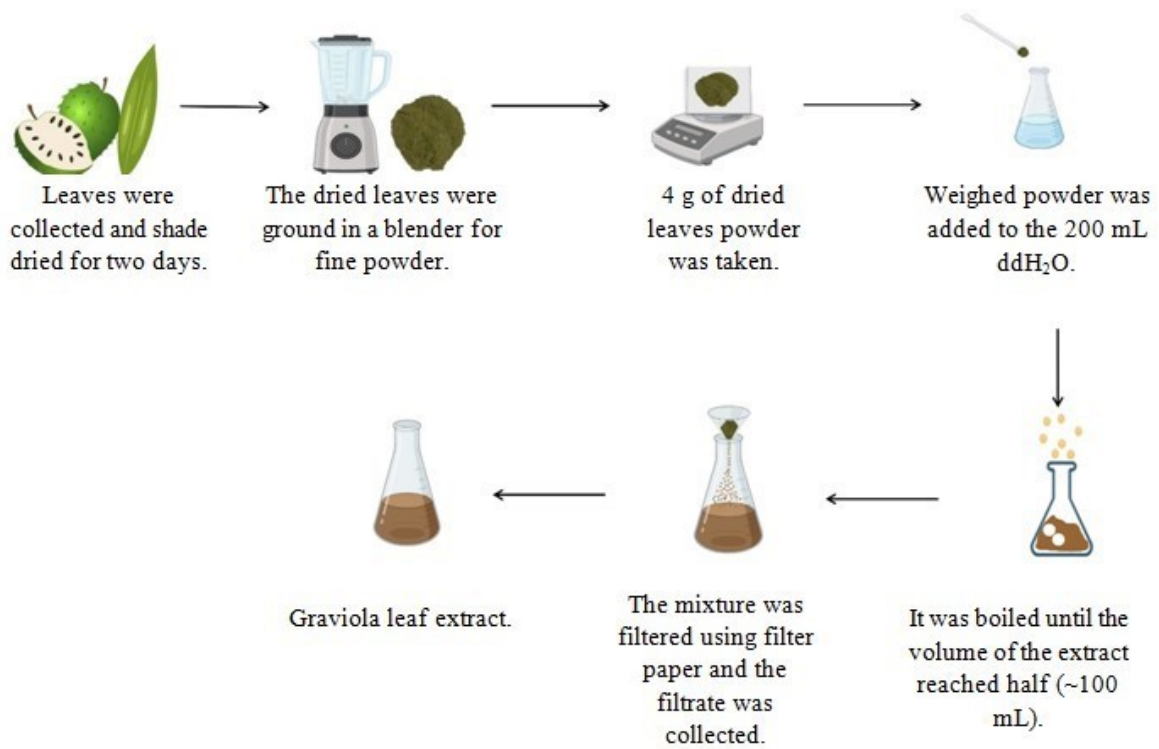 Leaves were
collected and shade
dried for two days.
The dried leaves were
ground in a blender for
fine powder.
4 g of dried
leaves powder
was taken.
Weighed powder was
added to the 200 mL
ddH₂O.
It was boiled until the
volume of the extract
reached half (~100
mL).
The mixture was
filtered using filter
paper and the
filtrate was
collected.
Graviola leaf extract.